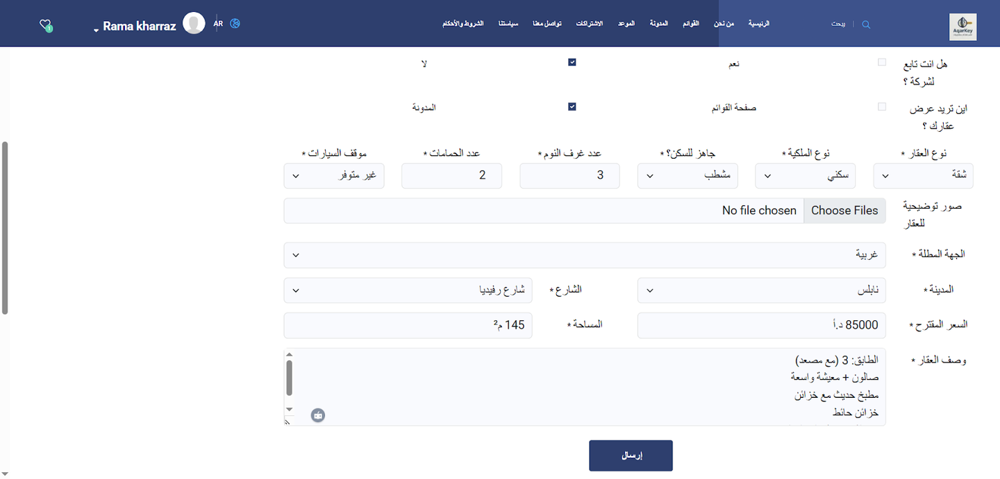 AqarKey
يبحث
الرئيسية
من نحن
القوائم
المدونة
الموعد
الاشتراكات
تواصل معنا
سياستنا
الشروط والأحكام
AR
Rama kharraz
1
هل انت تابع
لشركة ؟
نعم
لا
اين تريد عرض
عقارك ؟
صفحة القوائم
المدونة
نوع العقار *
نوع الملكية *
جاهز للسكن؟ *
عدد غرف النوم *
عدد الحمامات *
موقف السيارات *
شقة
سكني
مشطب
3
2
غير متوفر
صور توضيحية
للعقار
Choose Files No file chosen
الجهة المطلة *
غربية
المدينة *
نابلس
الشارع *
شارع رفيديا
السعر المقترح *
85000 د.أ
المساحة *
145 م²
وصف العقار *
الطابق: 3 (مع مصعد)
صالون + معيشة واسعة
مطبخ حديث مع خزائن
خزائن حائط
إرسال